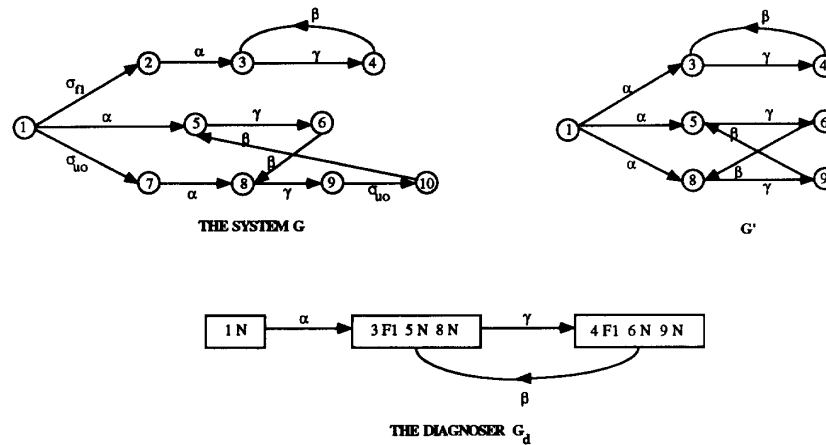 β
2 α 3 γ 4
σf1
1 α 5 γ 6
β
β
σuo
7 α 8 γ 9 σuo 10
THE SYSTEM G
β
3 γ 4
α
1 α 5 γ 6
β
α
8 β γ 9
G'
1 N α 3 F1 5 N 8 N γ 4 F1 6 N 9 N
β
THE DIAGNOSER Gd